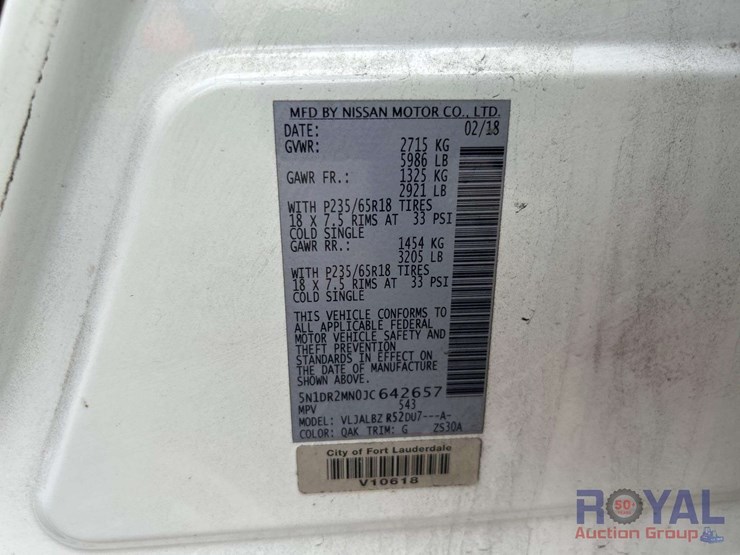 MFD BY NISSAN MOTOR CO., LTD.
DATE: 02/18
GVWR: 2715 KG
5986 LB
GAWR FR.: 1325 KG
2921 LB
WITH P235/65R18 TIRES
18 X 7.5 RIMS AT 33 PSI
COLD SINGLE
GAWR RR.: 1454 KG
3205 LB
WITH P235/65R18 TIRES
18 X 7.5 RIMS AT 33 PSI
COLD SINGLE
THIS VEHICLE CONFORMS TO
ALL APPLICABLE FEDERAL
MOTOR VEHICLE SAFETY AND
THEFT PREVENTION
STANDARDS IN EFFECT ON
THE DATE OF MANUFACTURE
SHOWN ABOVE
5N1DR2MN0JC642657
MPV 543
MODEL: VLJALBZ R52DU7---A-
COLOR: QAK TRIM: G 2S30A
City of Fort Lauderdale
V10618
ROYAL
50+
Auction Group